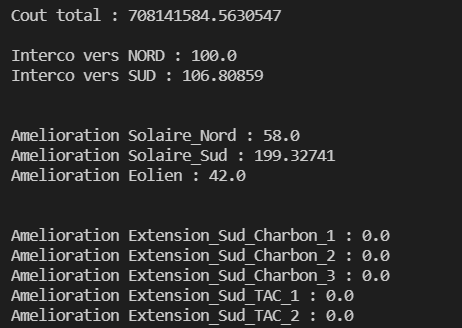 Cout total : 708141584.5630547
Interco vers NORD : 100.0
Interco vers SUD : 106.80859
Amelioration Solaire_Nord : 58.0
Amelioration Solaire_Sud : 199.32741
Amelioration Eolien : 42.0
Amelioration Extension_Sud_Charbon_1 : 0.0
Amelioration Extension_Sud_Charbon_2 : 0.0
Amelioration Extension_Sud_Charbon_3 : 0.0
Amelioration Extension_Sud_TAC_1 : 0.0
Amelioration Extension_Sud_TAC_2 : 0.0